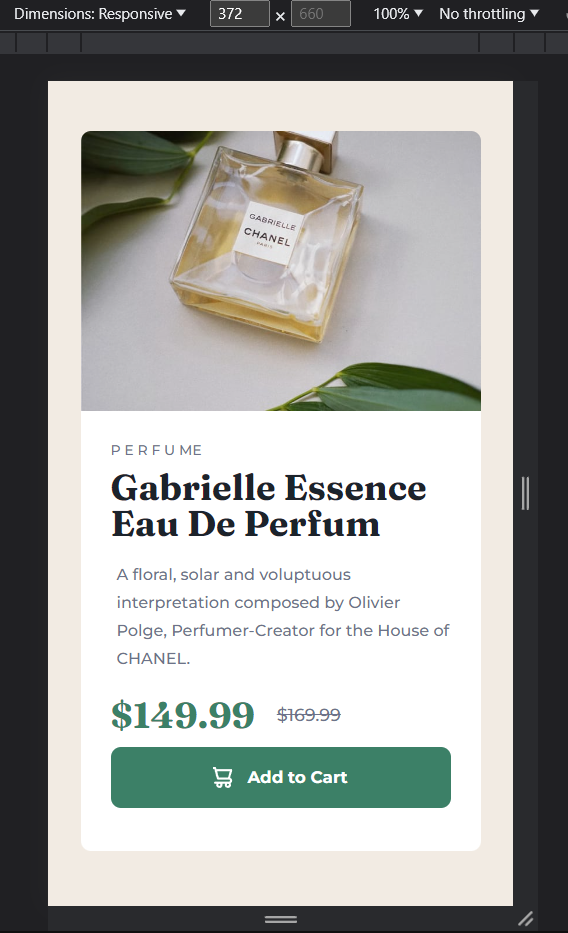 Dimensions: Responsive ▼ 372 × 660 100% ▼ No throttling ▼
GABRIELLE
CHANEL
PARIS
PERFUME
Gabrielle Essence
Eau De Perfum
A floral, solar and voluptuous
interpretation composed by Olivier
Polge, Perfumer-Creator for the House of
CHANEL.
$149.99 $169.99
Add to Cart